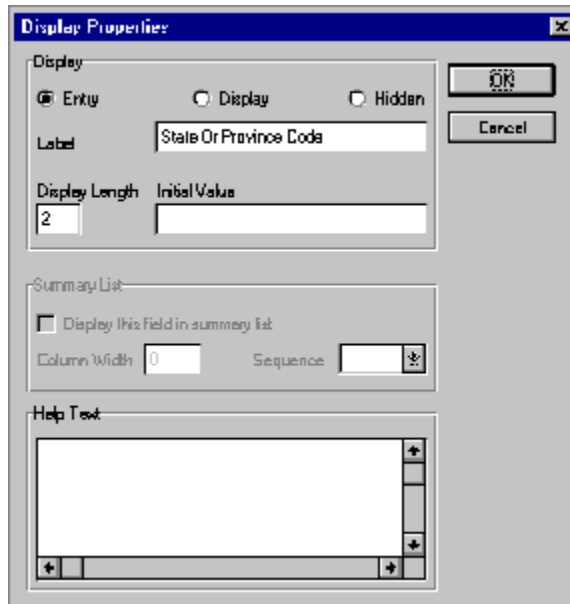 Display Properties
Display
Entry Display Hidden
OK
Cancel
Label
State Or Province Code
Display Length Initial Value
2
Summary List
Display this field in summary list
Column Width 0 Sequence
Help Text